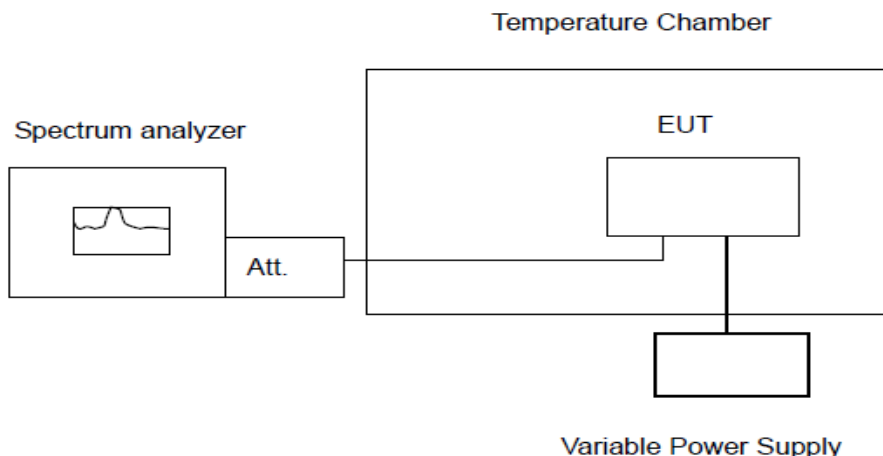 Temperature Chamber
Spectrum analyzer
EUT
Att.
Variable Power Supply